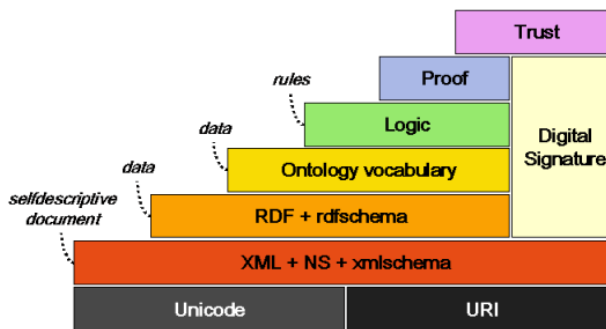 Trust
Proof
rules
Logic
Digital
Signature
data
Ontology vocabulary
data
RDF + rdfschema
selfdescriptive
document
XML + NS + xmlschema
Unicode
URI